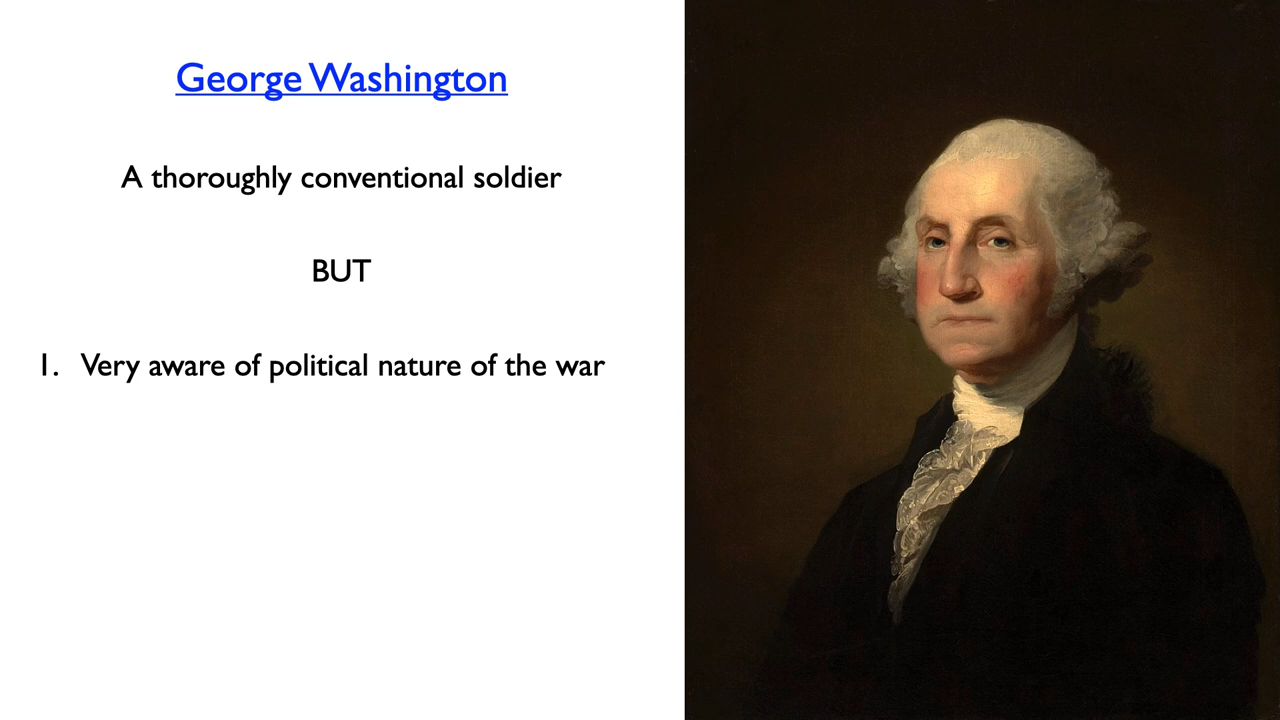 George Washington
A thoroughly conventional soldier
BUT
1. Very aware of political nature of the war